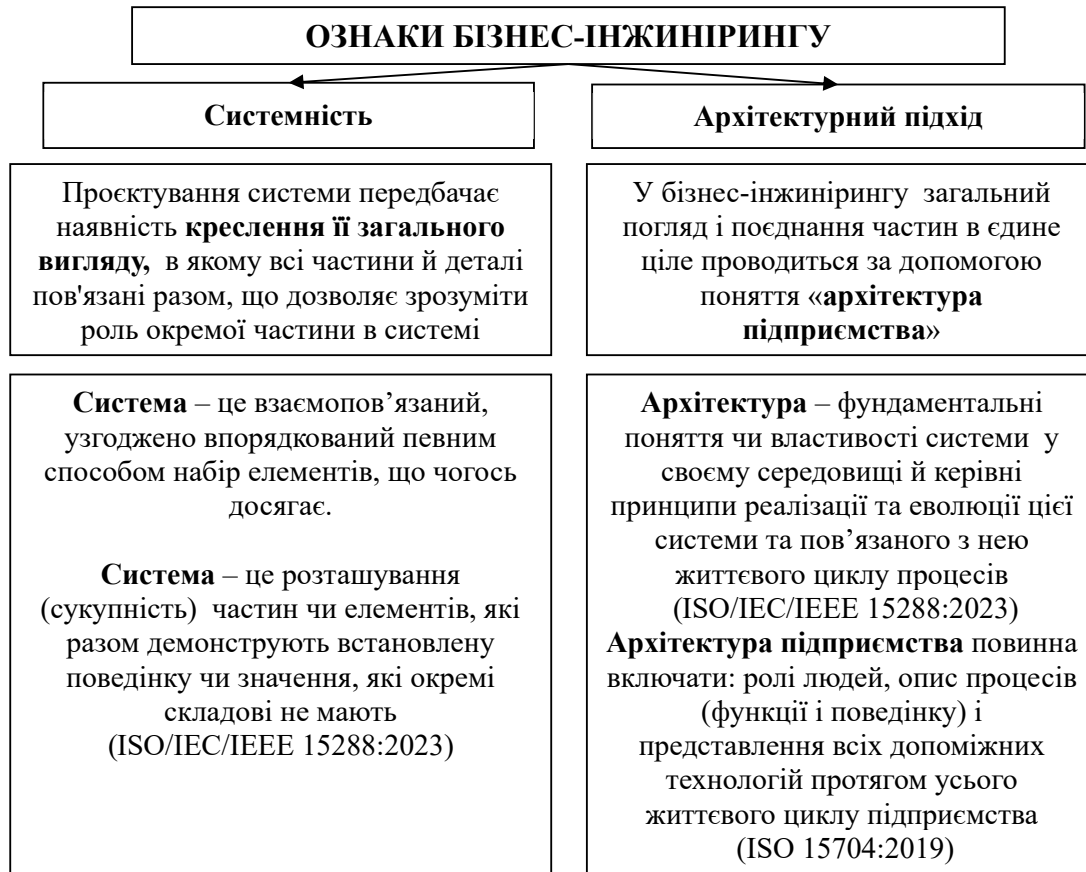 ОЗНАКИ БІЗНЕС-ІНЖИНІРИНГУ
Системність
Архітектурний підхід
Проєктування системи передбачає
наявність креслення її загального
вигляду, в якому всі частини й деталі
пов'язані разом, що дозволяє зрозуміти
роль окремої частини в системі
У бізнес-інжинірингу загальний
погляд і поєднання частин в єдине
ціле проводиться за допомогою
поняття «архітектура
підприємства»
Система – це взаємопов’язаний,
узгоджено впорядкований певним
способом набір елементів, що чогось
досягає.
Система – це розташування
(сукупність) частин чи елементів, які
разом демонструють встановлену
поведінку чи значення, які окремі
складові не мають
(ISO/IEC/IEEE 15288:2023)
Архітектура – фундаментальні
поняття чи властивості системи у
своєму середовищі й керівні
принципи реалізації та еволюції цієї
системи та пов’язаного з нею
життєвого циклу процесів
(ISO/IEC/IEEE 15288:2023)
Архітектура підприємства повинна
включати: ролі людей, опис процесів
(функції і поведінку) і
представлення всіх допоміжних
технологій протягом усього
життєвого циклу підприємства
(ISO 15704:2019)